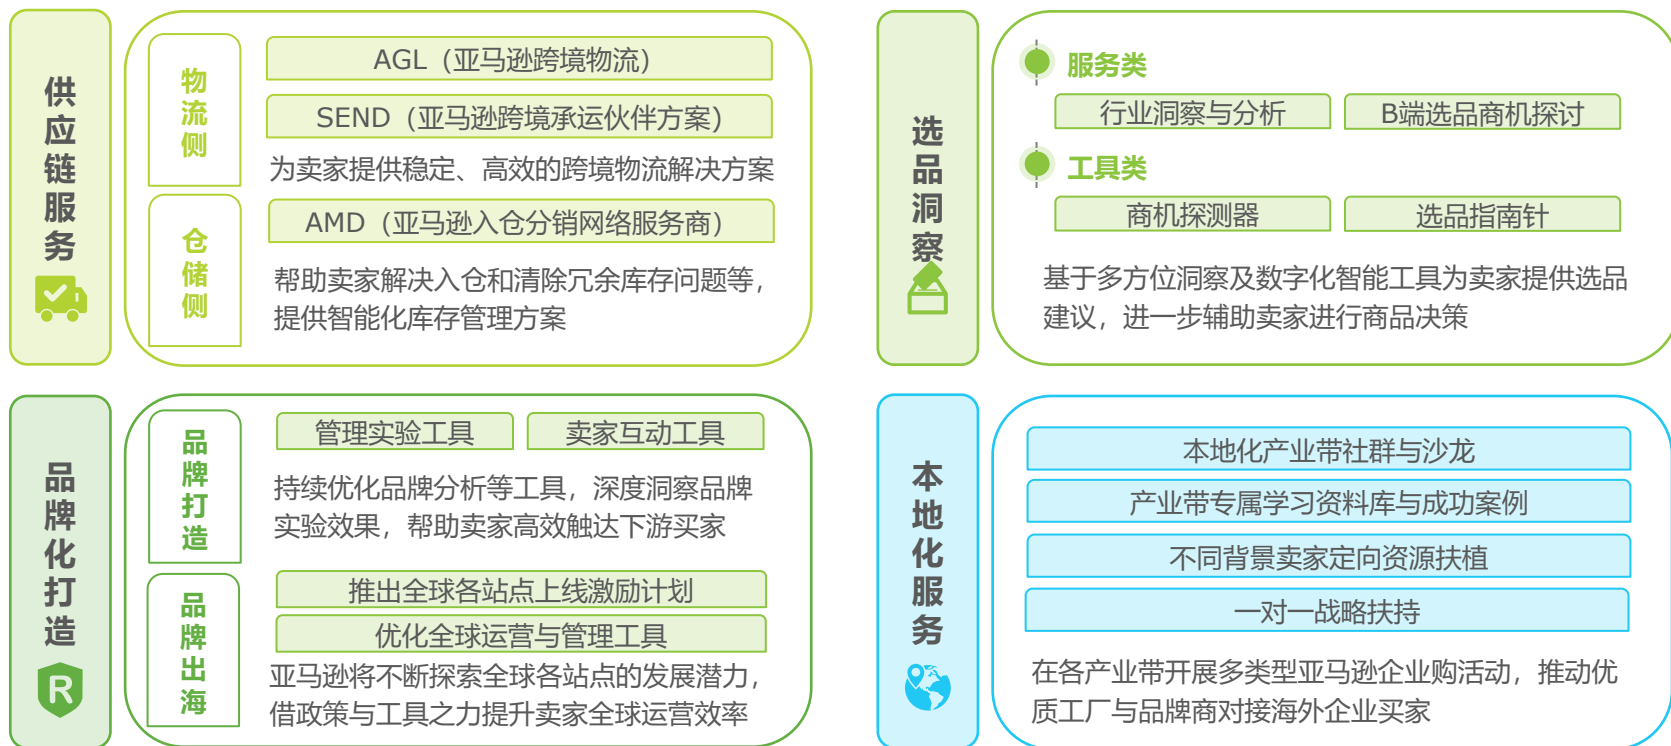 供应链服务
物流侧
AGL（亚马逊跨境物流）
SEND（亚马逊跨境承运伙伴方案）
为卖家提供稳定、高效的跨境物流解决方案
仓储侧
AMD（亚马逊入仓分销网络服务商）
帮助卖家解决入仓和清除冗余库存问题等，
提供智能化库存管理方案
选品洞察
服务类
行业洞察与分析
B端选品商机探讨
工具类
商机探测器
选品指南针
基于多方位洞察及数字化智能工具为卖家提供选品
建议，进一步辅助卖家进行商品决策
品牌化打造
R
品牌打造
管理实验工具
卖家互动工具
持续优化品牌分析等工具，深度洞察品牌
实验效果，帮助卖家高效触达下游买家
品牌出海
推出全球各站点上线激励计划
优化全球运营与管理工具
亚马逊将不断探索全球各站点的发展潜力，
借政策与工具之力提升卖家全球运营效率
本地化服务
本地化产业带社群与沙龙
产业带专属学习资料库与成功案例
不同背景卖家定向资源扶植
一对一战略扶持
在各产业带开展多类型亚马逊企业购活动，推动优
质工厂与品牌商对接海外企业买家